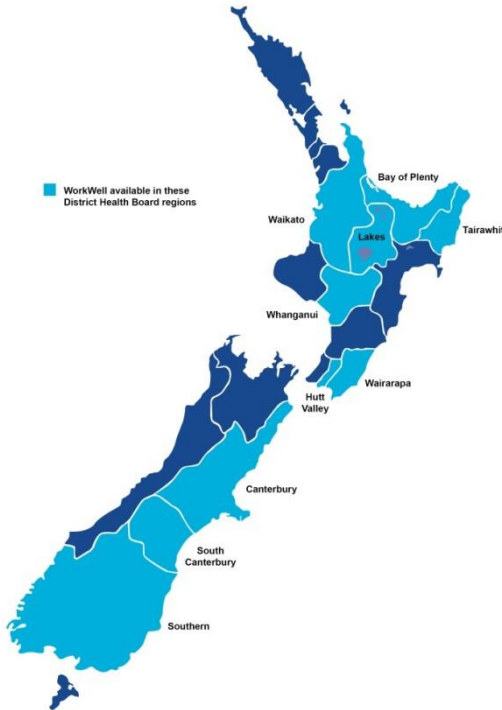 Bay of Plenty
WorkWell available in these
District Health Board regions
Waikato
Tairawhit
Lakes
Whanganui
Wairarapa
Hutt
Valley
Canterbury
South
Canterbury
Southern